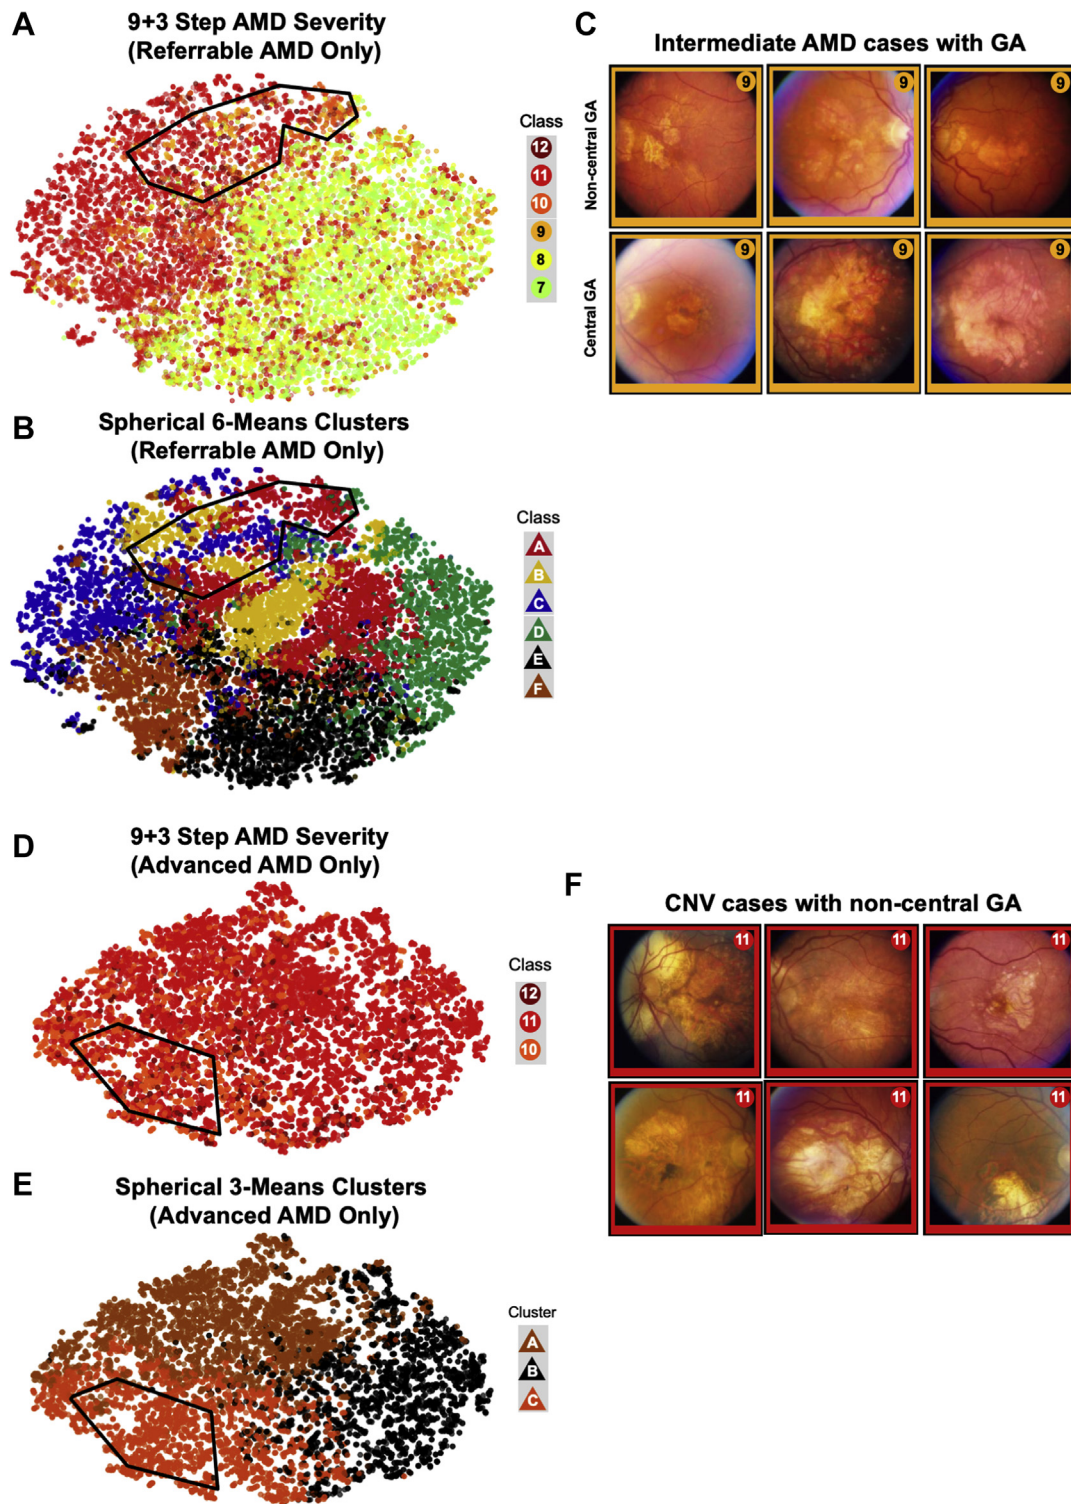 A
9+3 Step AMD Severity
(Referrable AMD Only)
Class
12
11
10
9
8
7
B
Spherical 6-Means Clusters
(Referrable AMD Only)
Class
A
B
C
D
E
F
C
Intermediate AMD cases with GA
Non-central GA
9
9
9
Central GA
9
9
9
D
9+3 Step AMD Severity
(Advanced AMD Only)
Class
12
11
10
E
Spherical 3-Means Clusters
(Advanced AMD Only)
Cluster
A
B
C
F
CNV cases with non-central GA
11
11
11
11
11
11